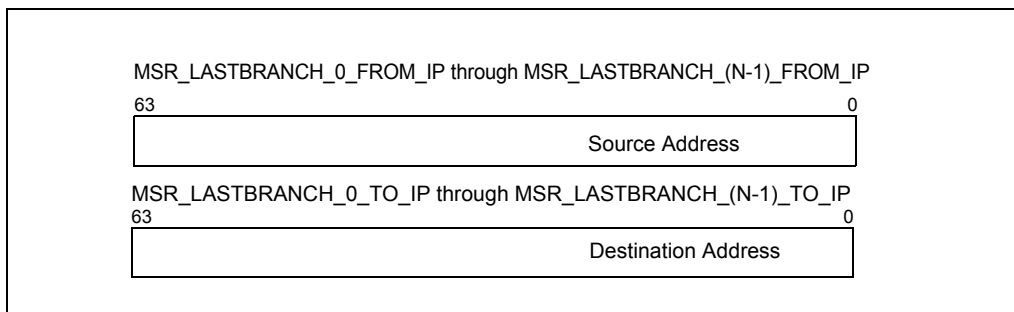 MSR_LASTBRANCH_0_FROM_IP through MSR_LASTBRANCH_(N-1)_FROM_IP
63 0
Source Address
MSR_LASTBRANCH_0_TO_IP through MSR_LASTBRANCH_(N-1)_TO_IP
63 0
Destination Address